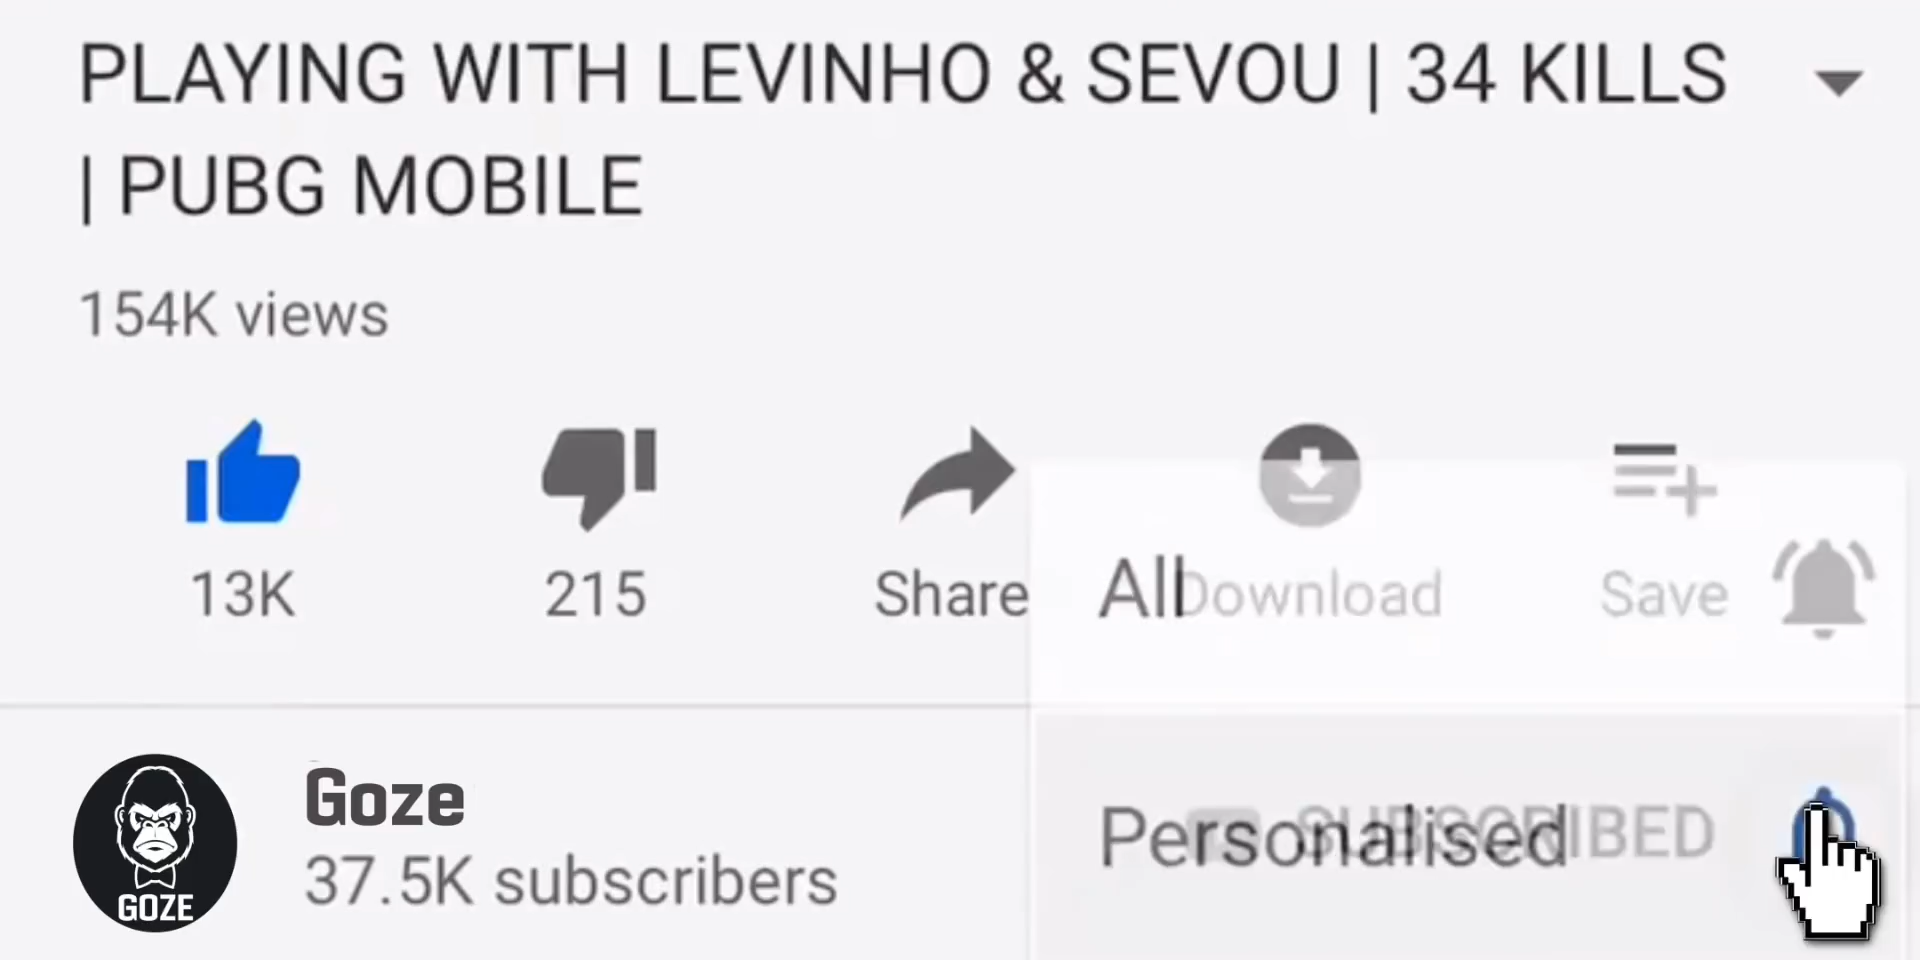 PLAYING WITH LEVINHO & SEVOU | 34 KILLS
| PUBG MOBILE
154K views
13K
215
Share
All
Download
Save
Goze
37.5K subscribers
GOZE
Personalised
SUBSCRIBED